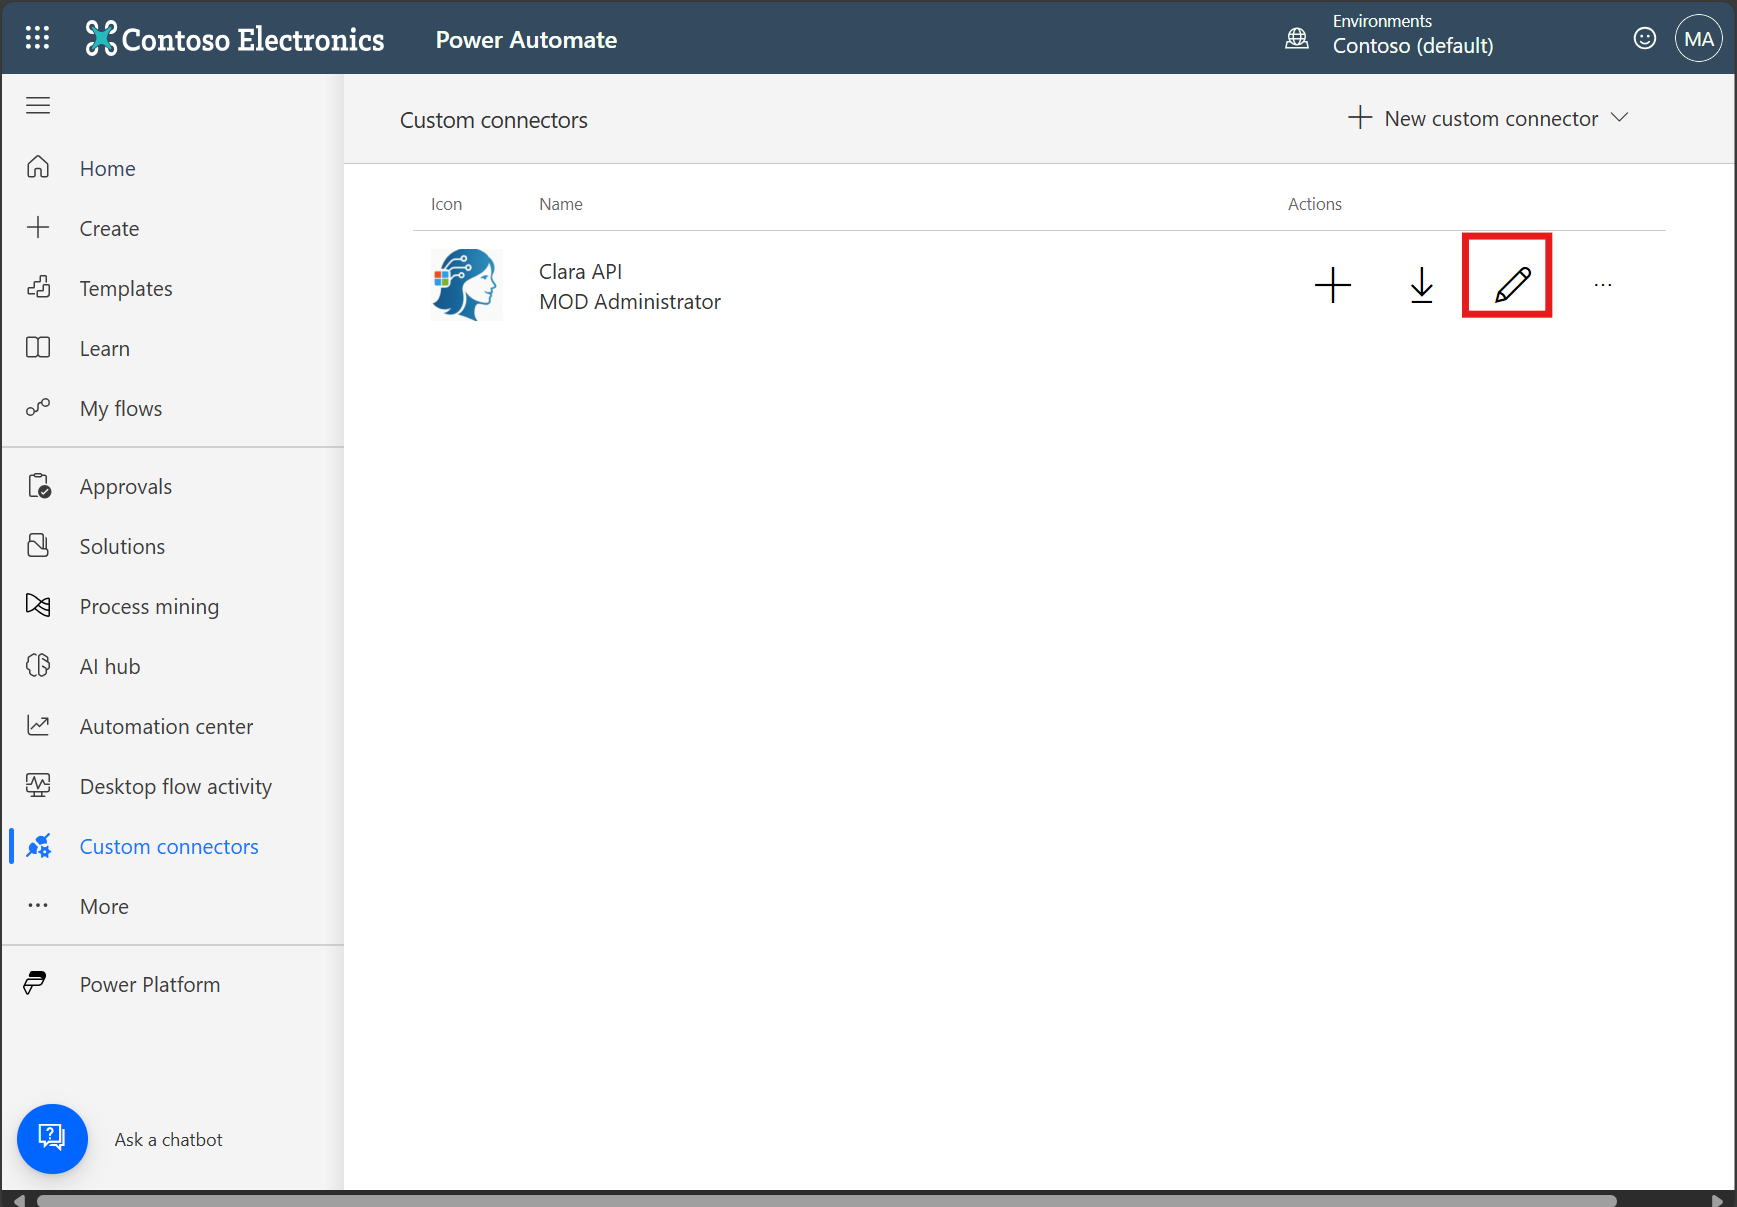 Contoso Electronics
Power Automate
Environments
Contoso (default)
MA
Custom connectors
New custom connector
Home
Create
Templates
Learn
My flows
Approvals
Solutions
Process mining
AI hub
Automation center
Desktop flow activity
Custom connectors
More
Power Platform
Ask a chatbot
Icon Name Actions
Clara API
MOD Administrator